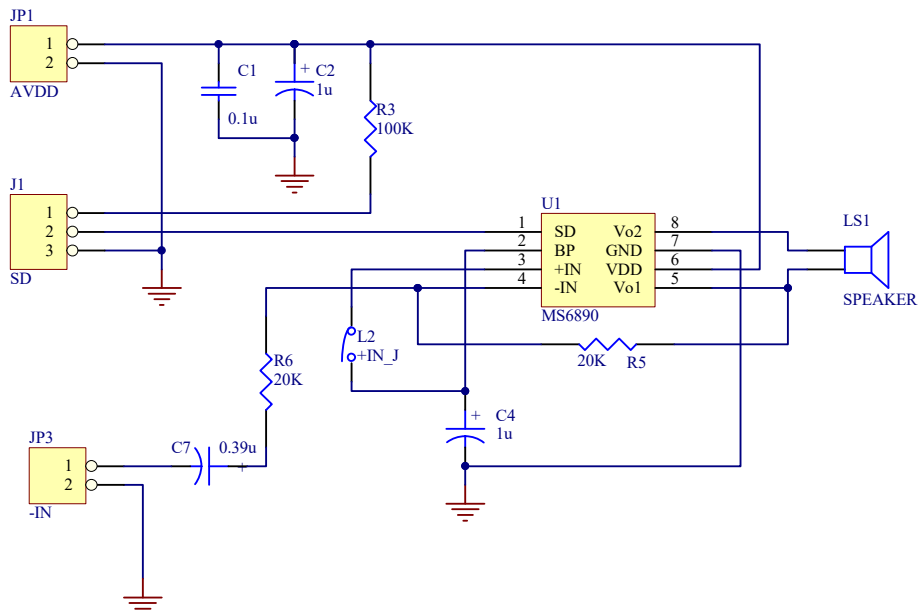 JP1
1
2
AVDD
C1
0.1u
+
C2
1u
R3
100K
J1
1
2
3
SD
U1
1
2
3
4
SD
BP
+IN
-IN
Vo2
GND
VDD
Vo1
8
7
6
5
MS6890
LS1
SPEAKER
L2
+IN_J
R6
20K
20K
R5
+
C4
1u
JP3
1
2
-IN
C7
0.39u
+